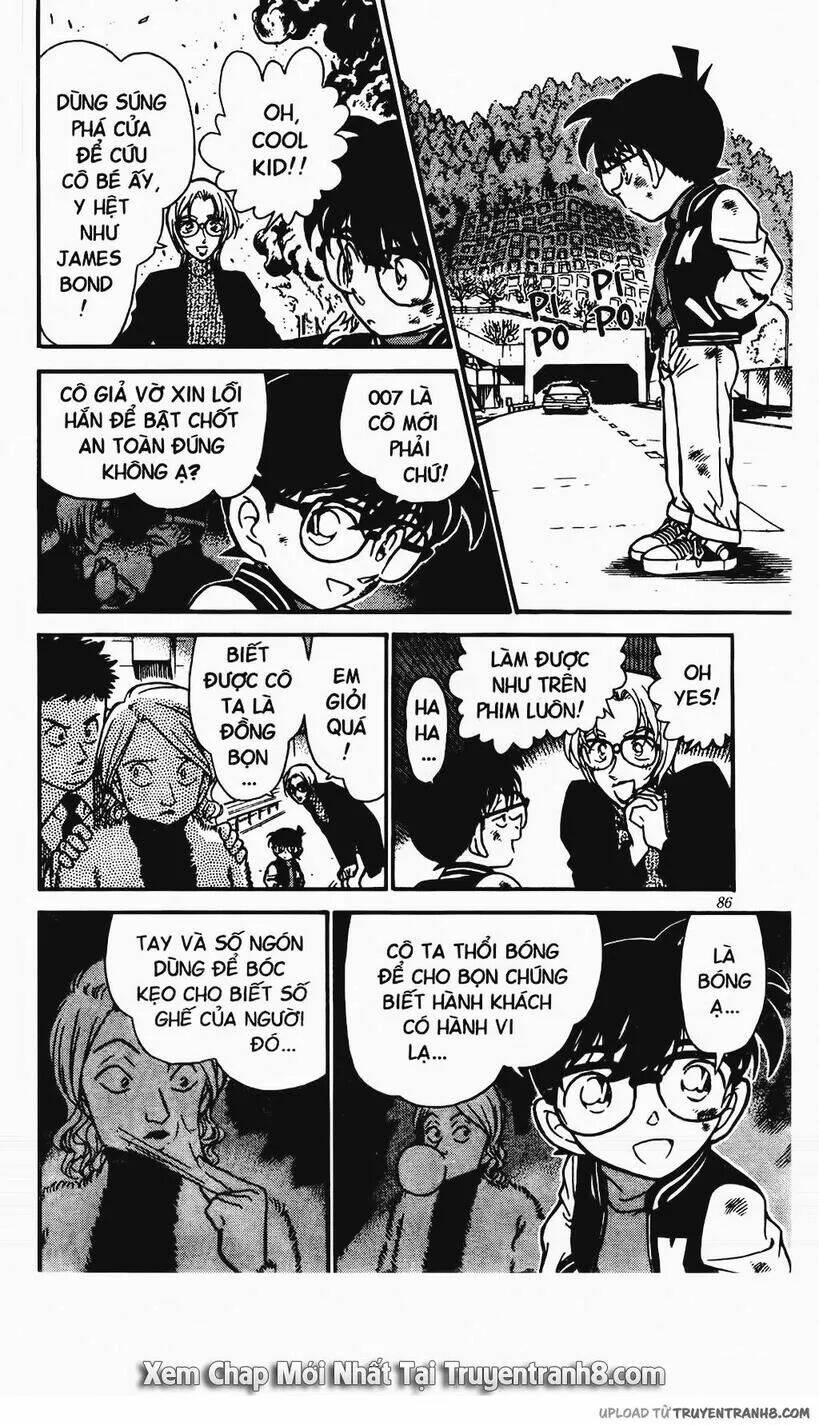 DÙNG SÚNG
PHÁ CỬA
ĐỂ CỨU
CÔ BÉ ẤY,
Y HỆT
NHƯ
JAMES
BOND
!
OH,
COOL
KID!!
PI
PO
PI
PO
CÔ GIẢ VỜ XIN LỖI
HẮN ĐỂ BẬT CHỐT
AN TOÀN ĐÚNG
KHÔNG Ạ?
007 LÀ
CÔ MỚI
PHẢI
CHỨ!
BIẾT
ĐƯỢC CÔ
TA LÀ
ĐỒNG
BỌN
...
EM
GIỎI
QUÁ
!
HA
HA
...
LÀM ĐƯỢC
NHƯ TRÊN
PHIM LUÔN!
OH
YES!
86
TAY VÀ SỐ NGÓN
DÙNG ĐỂ BÓC
KẸO CHO BIẾT SỐ
GHẾ CỦA NGƯỜI
ĐÓ...
CÔ TA THỔI BÓNG
ĐỂ CHO BỌN CHÚNG
BIẾT HÀNH KHÁCH
CÓ HÀNH VI
LẠ...
LÀ
BÓNG
Ạ...
Xem Chap Mới Nhất Tại Truyentranh8.com
UPLOAD TỪ TRUYENTRANH8.COM